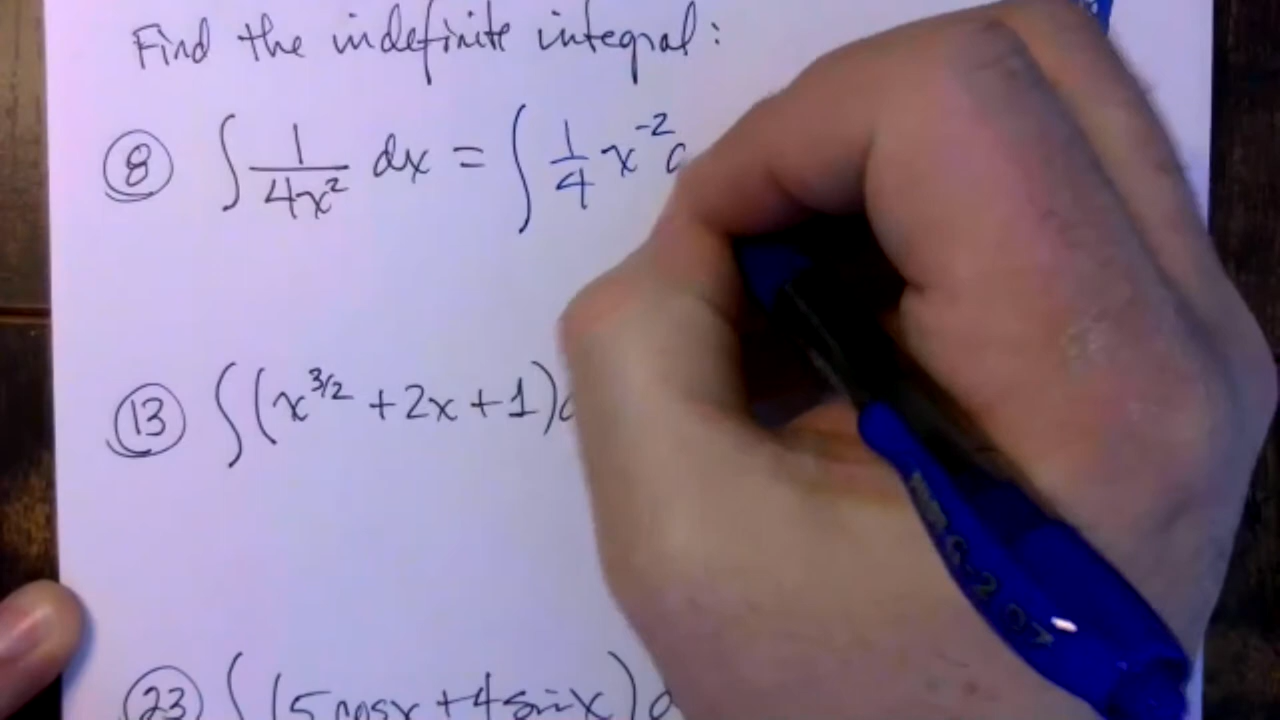 Find the indefinite integral:
⑧ ∫ 1/4x² dx = ∫ 1/4 x⁻² d
⑬ ∫(x^3/2 + 2x + 1)d
㉓ ∫(5cosx + 4sinx)d